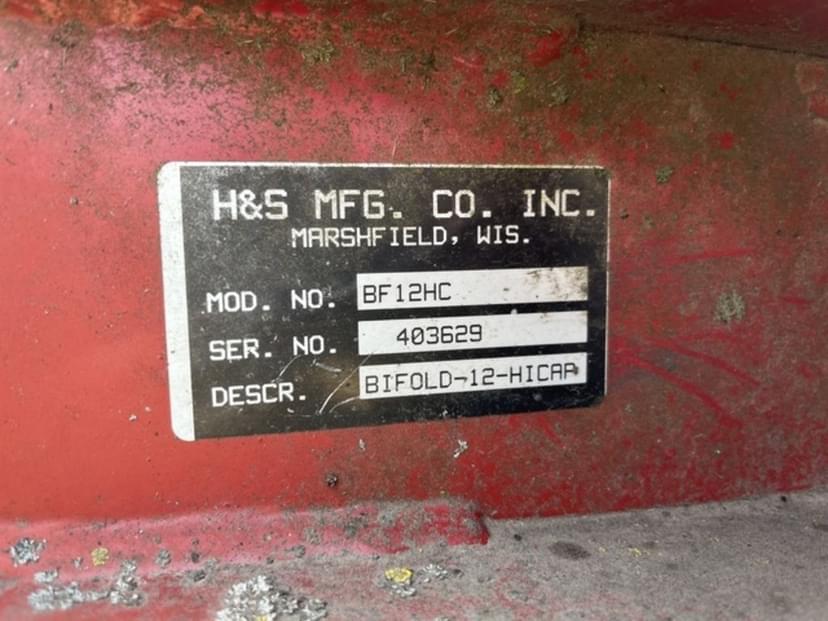 H&S MFG. CO. INC.
MARSHFIELD, WIS.
MOD. NO. BF12HC
SER. NO. 403629
DESCR. BIFOLD-12-HICAP